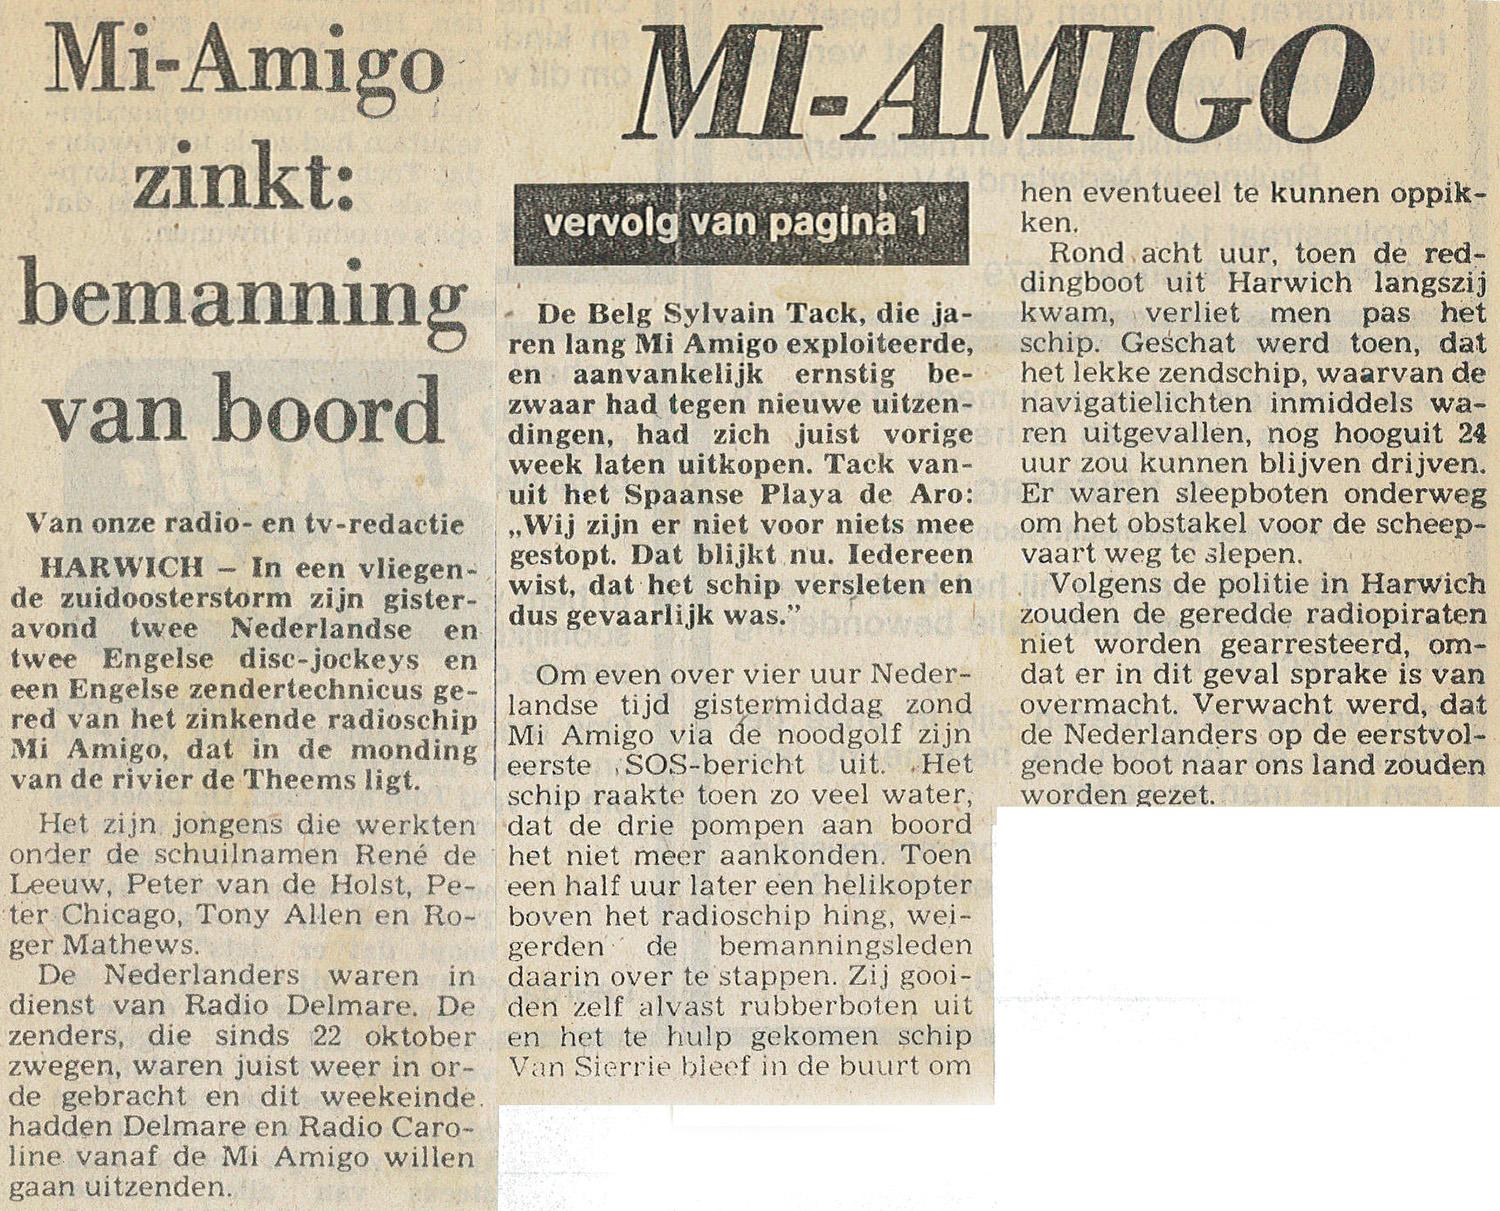 Mi-Amigo
zinkt:
bemanning
van boord
Van onze radio- en tv-redactie
HARWICH – In een vliegen-
de zuidoosterstorm zijn gister-
avond twee Nederlandse en
twee Engelse disc-jockeys en
een Engelse zendertechnicus ge-
red van het zinkende radioschip
Mi Amigo, dat in de monding
van de rivier de Theems ligt.
Het zijn jongens die werkten
onder de schuilnamen René de
Leeuw, Peter van de Holst, Pe-
ter Chicago, Tony Allen en Ro-
ger Mathews.
De Nederlanders waren in
dienst van Radio Delmare. De
zenders, die sinds 22 oktober
zwegen, waren juist weer in or-
de gebracht en dit weekeinde
hadden Delmare en Radio Caro-
line vanaf de Mi Amigo willen
gaan uitzenden.
MI-AMIGO
vervolg van pagina 1
De Belg Sylvain Tack, die ja-
ren lang Mi Amigo exploiteerde,
en aanvankelijk ernstig be-
zwaar had tegen nieuwe uitzen-
dingen, had zich juist vorige
week laten uitkopen. Tack van-
uit het Spaanse Playa de Aro:
„Wij zijn er niet voor niets mee
gestopt. Dat blijkt nu. Iedereen
wist, dat het schip versleten en
dus gevaarlijk was.”
Om even over vier uur Neder-
landse tijd gistermiddag zond
Mi Amigo via de noodgolf zijn
eerste SOS-bericht uit. Het
schip raakte toen zo veel water,
dat de drie pompen aan boord
het niet meer aankonden. Toen
een half uur later een helikopter
boven het radioschip hing, wei-
gerden de bemanningsleden
daarin over te stappen. Zij gooi-
den zelf alvast rubberboten uit
en het te hulp gekomen schip
Van Sierrie bleef in de buurt om
hen eventueel te kunnen oppik-
ken.
Rond acht uur, toen de red-
dingboot uit Harwich langszij
kwam, verliet men pas het
schip. Geschat werd toen, dat
het lekke zendschip, waarvan de
navigatielichten inmiddels wa-
ren uitgevallen, nog hooguit 24
uur zou kunnen blijven drijven.
Er waren sleepboten onderweg
om het obstakel voor de scheep-
vaart weg te slepen.
Volgens de politie in Harwich
zouden de geredde radiopiraten
niet worden gearresteerd, om-
dat er in dit geval sprake is van
overmacht. Verwacht werd, dat
de Nederlanders op de eerstvol-
gende boot naar ons land zouden
worden gezet.